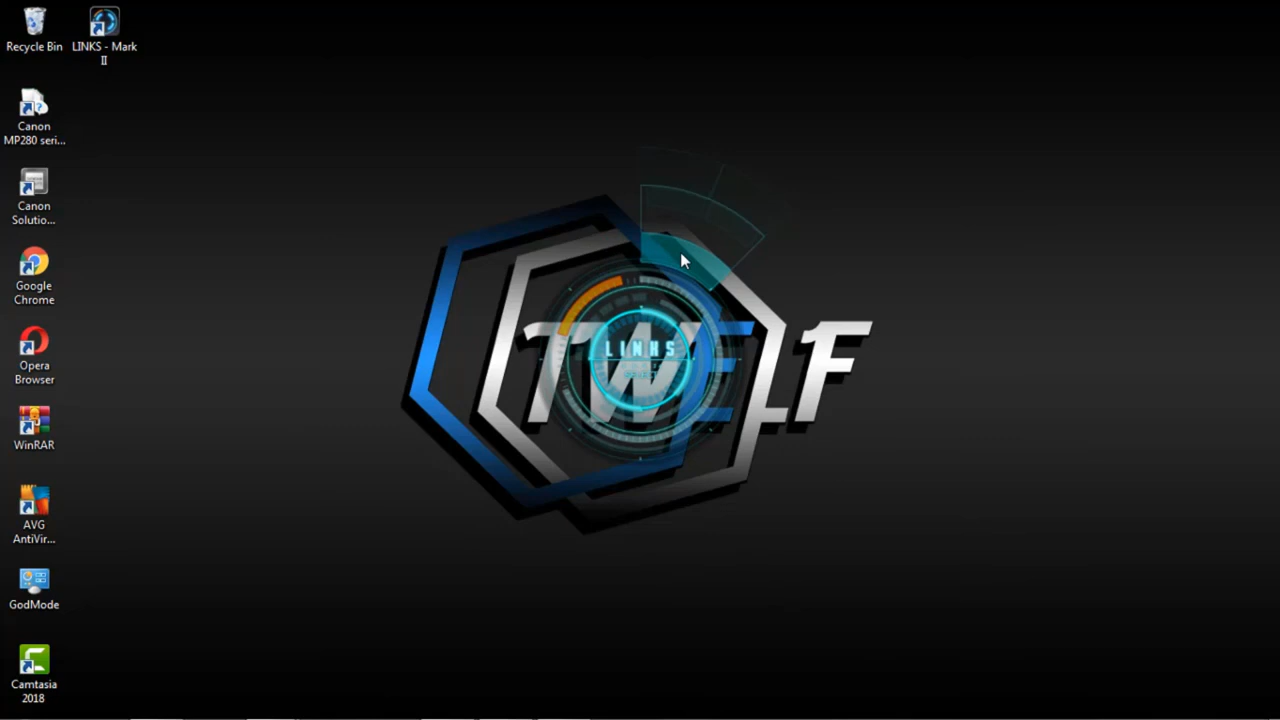 Recycle Bin
LINKS - Mark
II
Canon
MP280 seri...
Canon
Solutio...
Google
Chrome
Opera
Browser
WinRAR
AVG
AntiVir...
GodMode
Camtasia
2018
TWELF
LINKS